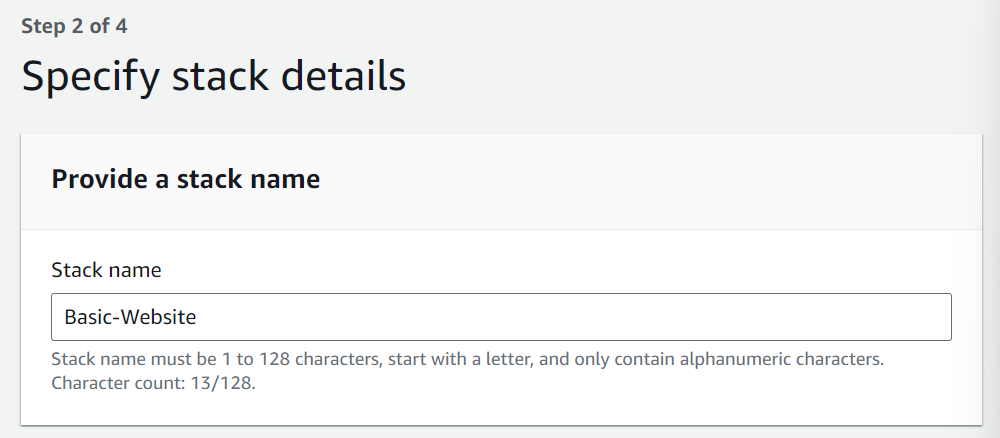 Step 2 of 4
Specify stack details
Provide a stack name
Stack name
Basic-Website
Stack name must be 1 to 128 characters, start with a letter, and only contain alphanumeric characters.
Character count: 13/128.